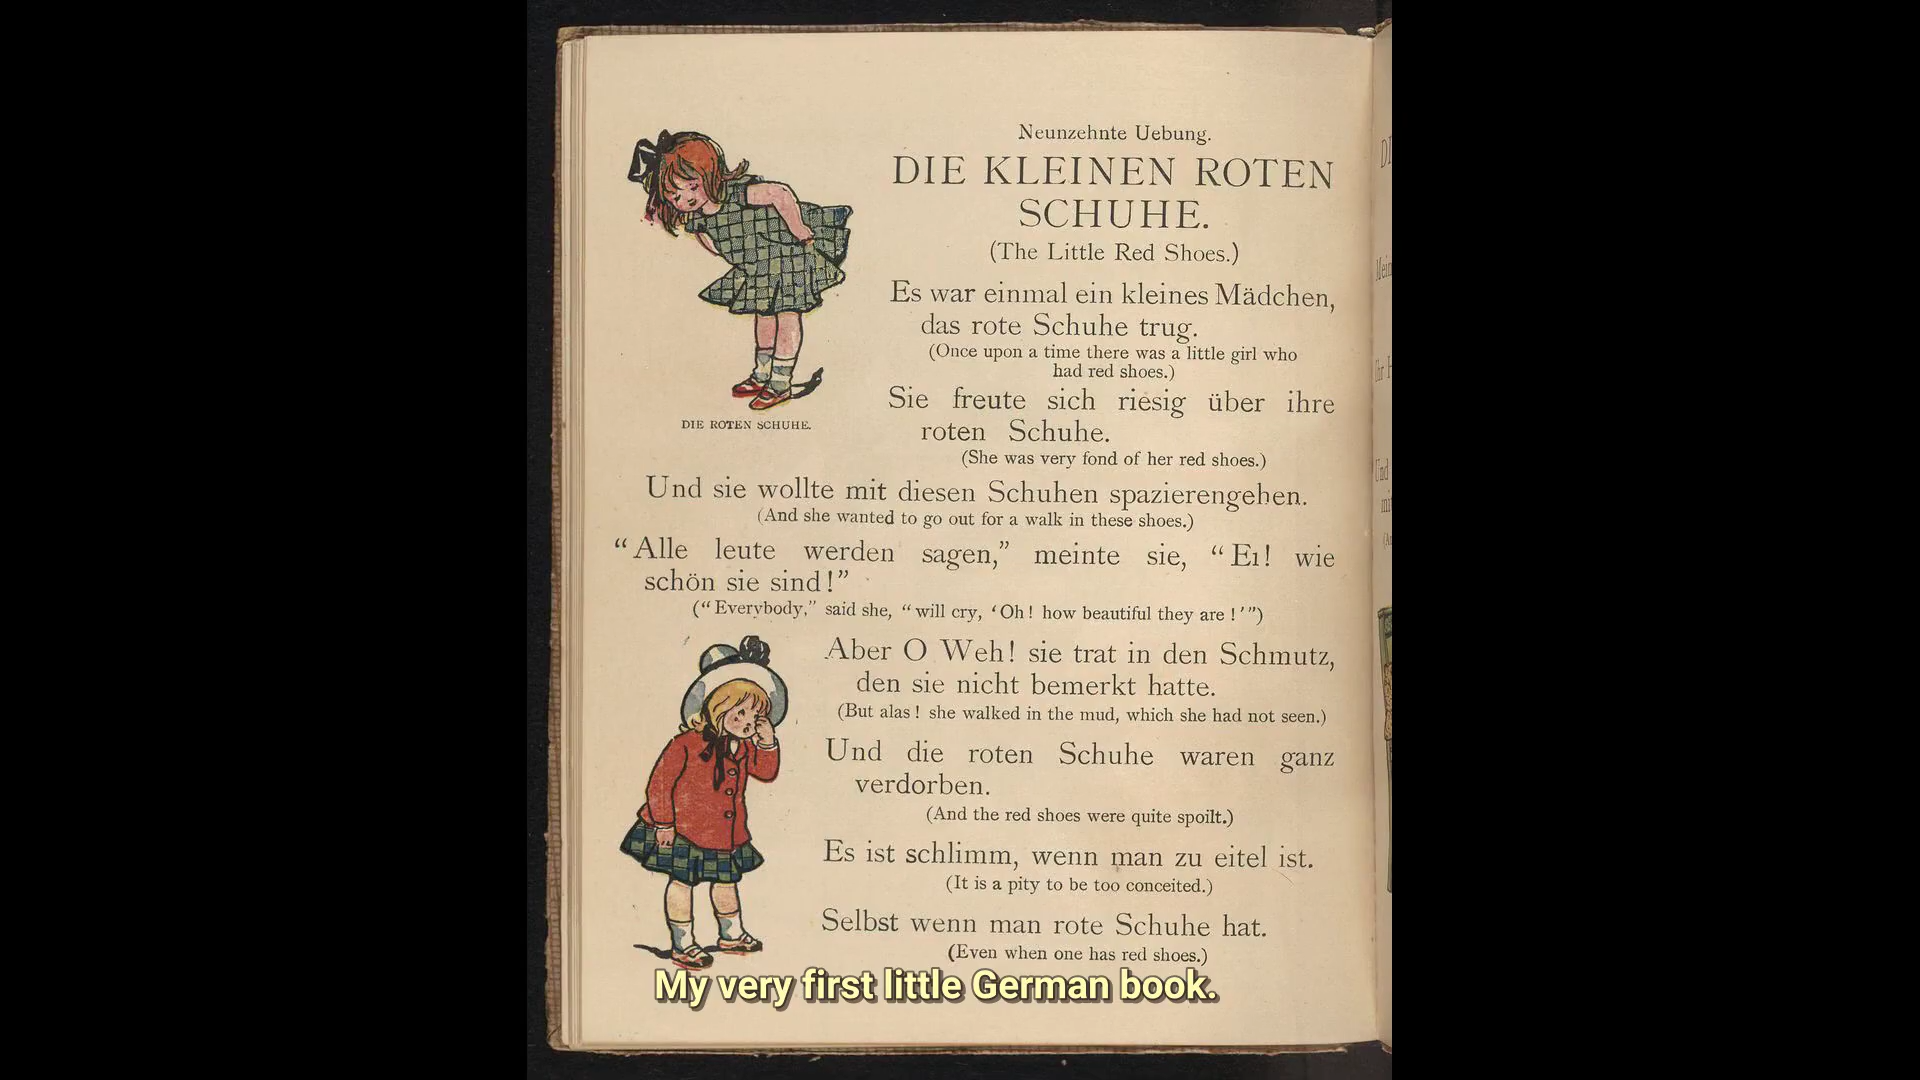 Neunzehnte Uebung.
DIE KLEINEN ROTEN
SCHUHE.
(The Little Red Shoes.)
Es war einmal ein kleines Mädchen,
das rote Schuhe trug.
(Once upon a time there was a little girl who
had red shoes.)
Sie freute sich riesig über ihre
roten Schuhe.
(She was very fond of her red shoes.)
DIE ROTEN SCHUHE.
Und sie wollte mit diesen Schuhen spazierengehen.
(And she wanted to go out for a walk in these shoes.)
“Alle leute werden sagen,” meinte sie, “Ei! wie
schön sie sind!”
(“Everybody,” said she, “will cry, ‘Oh! how beautiful they are!’”)
Aber O Weh! sie trat in den Schmutz,
den sie nicht bemerkt hatte.
(But alas! she walked in the mud, which she had not seen.)
Und die roten Schuhe waren ganz
verdorben.
(And the red shoes were quite spoilt.)
Es ist schlimm, wenn man zu eitel ist.
(It is a pity to be too conceited.)
Selbst wenn man rote Schuhe hat.
(Even when one has red shoes.)
My very first little German book.